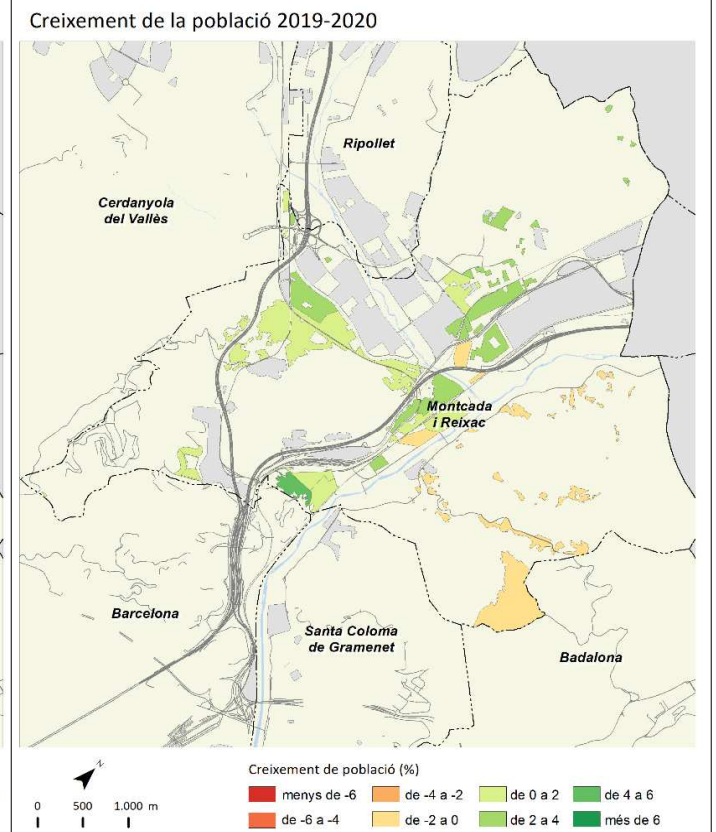 Creixement de la població 2019-2020
Ripollet
Cerdanyola
del Vallès
Montcada
i Reixac
Barcelona
Santa Coloma
de Gramenet
Badalona
N
0 500 1.000 m
Creixement de població (%)
menys de -6 de -4 a -2 de 0 a 2 de 4 a 6
de -6 a -4 de -2 a 0 de 2 a 4 més de 6